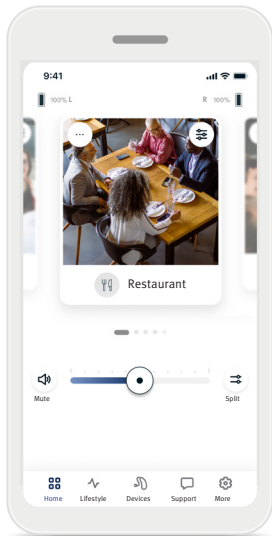 9:41
100% L
R 100%
Restaurant
Mute
Split
Home Lifestyle Devices Support More